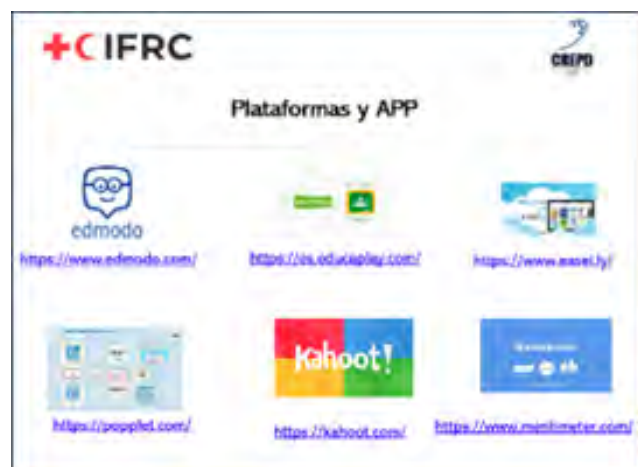 IFRC
CREPD
Plataformas y APP
edmodo
https://www.edmodo.com/
https://es.educaplay.com/
https://www.easel.ly/
Kahoot!
https://popplet.com/
https://kahoot.com/
https://www.mentimeter.com/